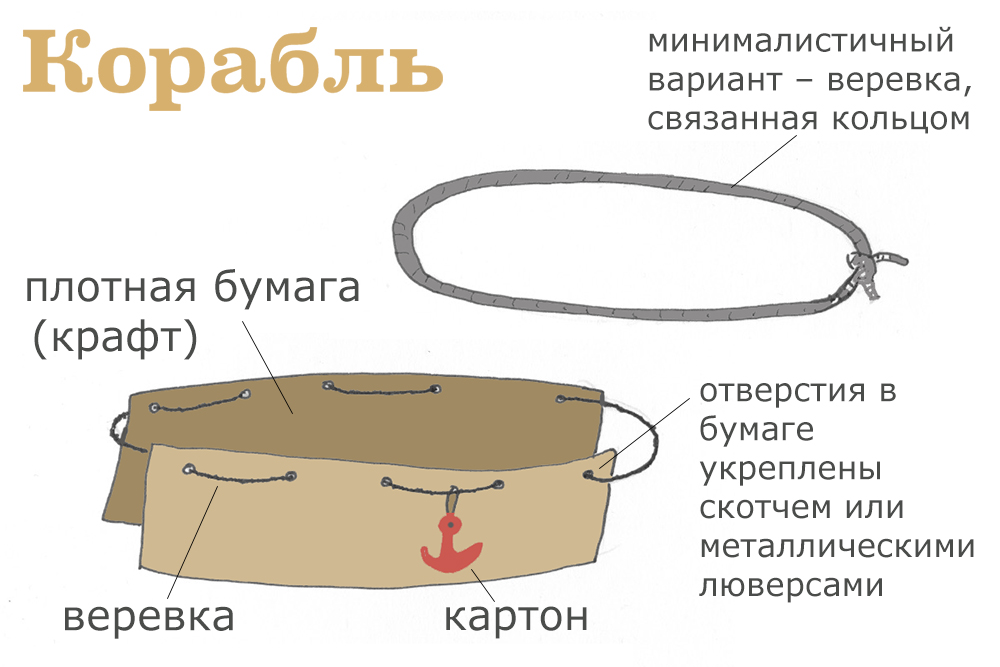 Корабль
минималистичный
вариант – веревка,
связанная кольцом
плотная бумага
(крафт)
отверстия в
бумаге
укреплены
скотчем или
металлическими
люверсами
веревка
картон